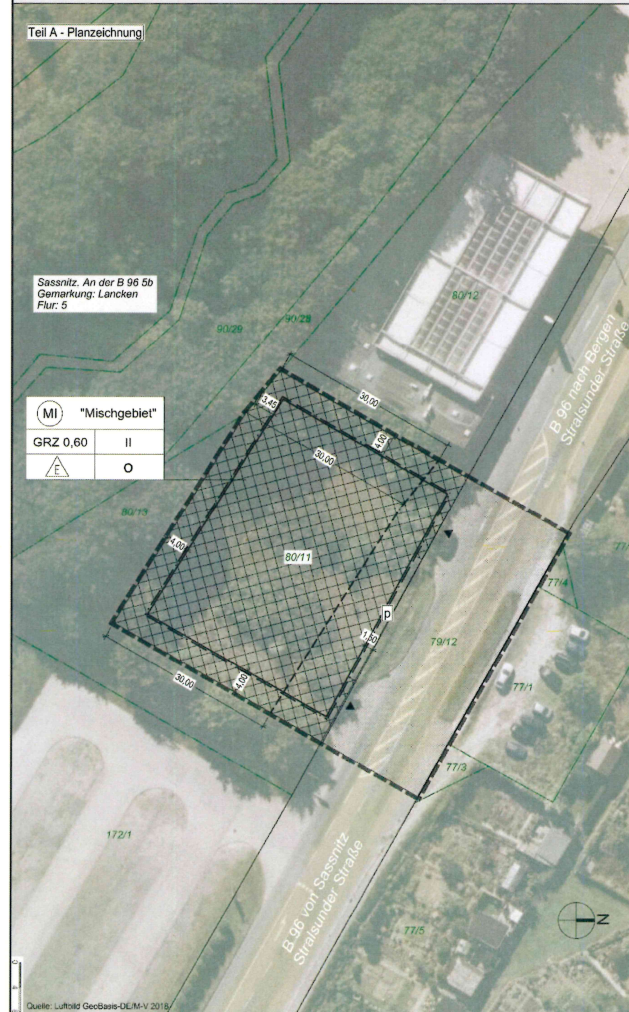 Teil A - Planzeichnung
Sassnitz. An der B 96 5b
Gemarkung: Lancken
Flur: 5
80/12
90/29
90/28
B 96 nach Bergen
Stralsunder Straße
MI "Mischgebiet"
GRZ 0,60 II
E O
3,45
30,00
4,00
30,00
80/13
4,00
80/11
77/4
p
1,50
79/12
77/1
30,00
4,00
77/3
172/1
B 96 von Sassnitz
Stralsunder Straße
77/5
N
Quelle: Luftbild GeoBasis-DE/M-V 2016